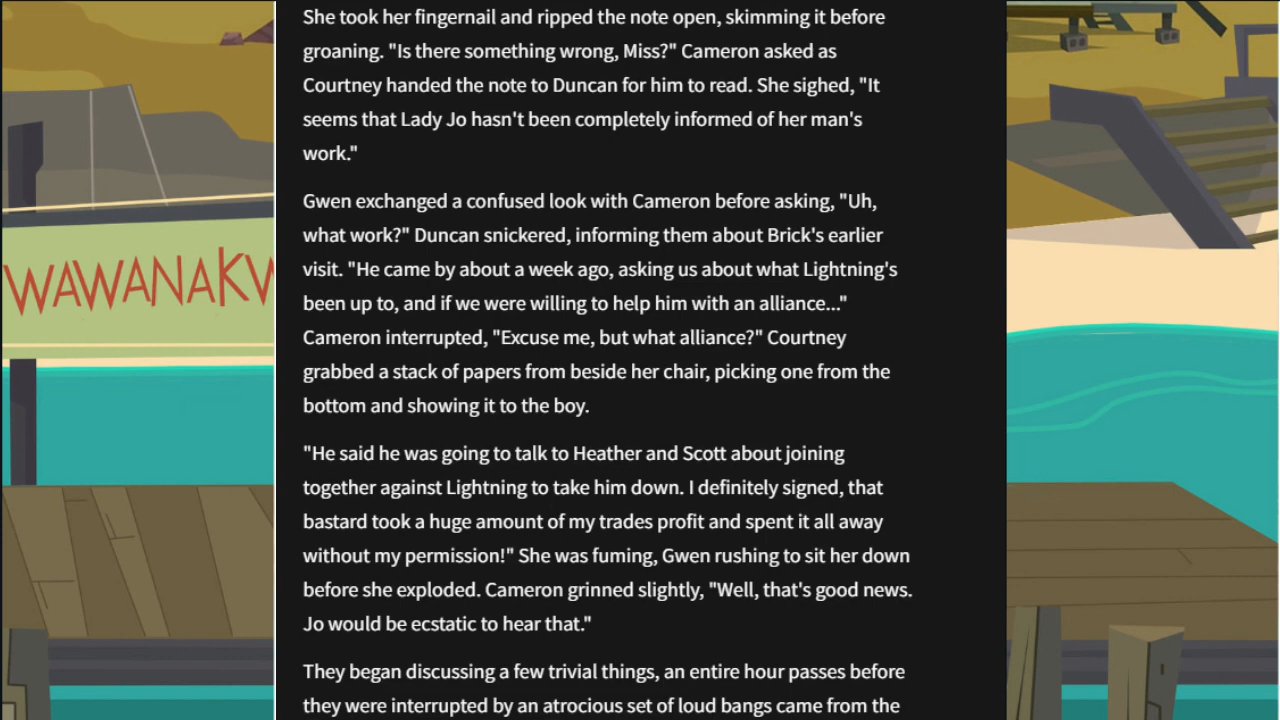 She took her fingernail and ripped the note open, skimming it before
groaning. "Is there something wrong, Miss?" Cameron asked as
Courtney handed the note to Duncan for him to read. She sighed, "It
seems that Lady Jo hasn't been completely informed of her man's
work."
Gwen exchanged a confused look with Cameron before asking, "Uh,
what work?" Duncan snickered, informing them about Brick's earlier
visit. "He came by about a week ago, asking us about what Lightning's
been up to, and if we were willing to help him with an alliance..."
Cameron interrupted, "Excuse me, but what alliance?" Courtney
grabbed a stack of papers from beside her chair, picking one from the
bottom and showing it to the boy.
"He said he was going to talk to Heather and Scott about joining
together against Lightning to take him down. I definitely signed, that
bastard took a huge amount of my trades profit and spent it all away
without my permission!" She was fuming, Gwen rushing to sit her down
before she exploded. Cameron grinned slightly, "Well, that's good news.
Jo would be ecstatic to hear that."
They began discussing a few trivial things, an entire hour passes before
they were interrupted by an atrocious set of loud bangs came from the
WAWANAKW